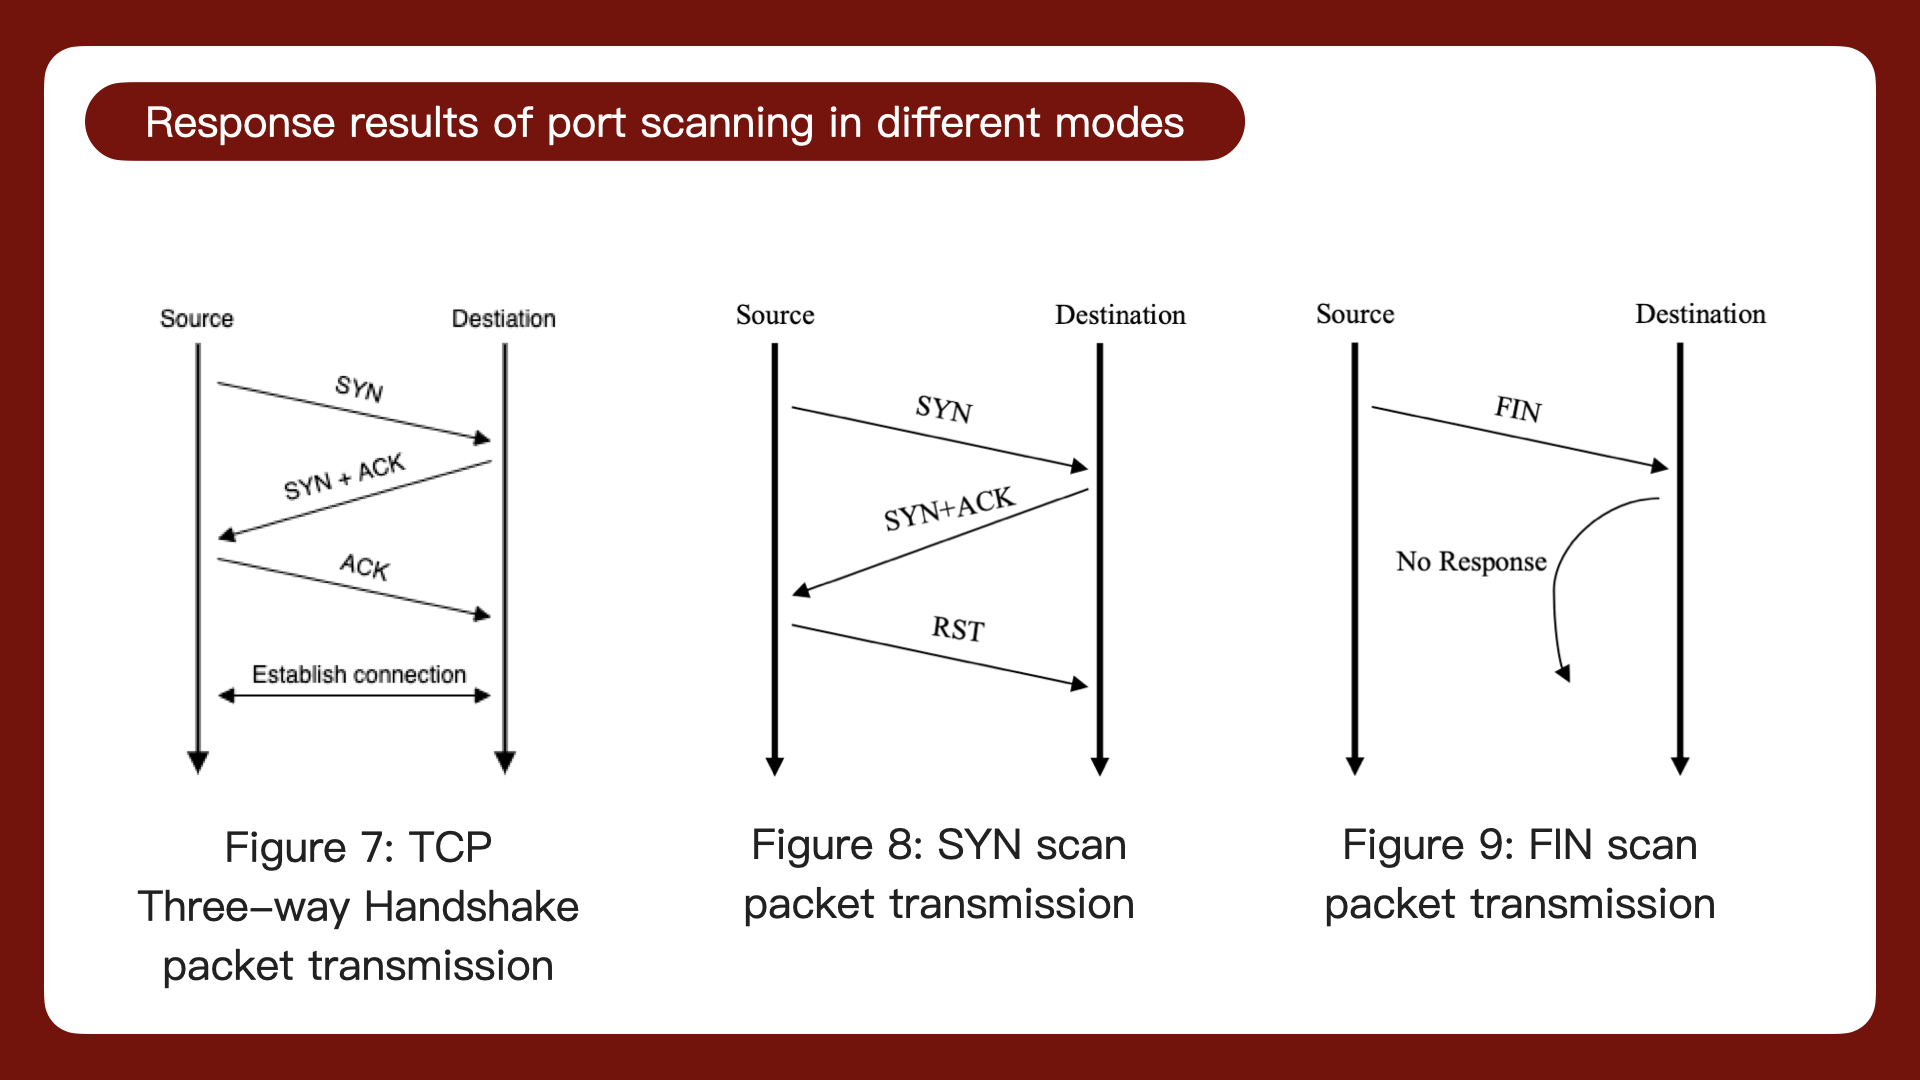 Response results of port scanning in different modes
Source
Destiation
SYN
SYN + ACK
ACK
Establish connection
Figure 7: TCP
Three–way Handshake
packet transmission
Source
Destination
SYN
SYN+ACK
RST
Figure 8: SYN scan
packet transmission
Source
Destination
FIN
No Response
Figure 9: FIN scan
packet transmission